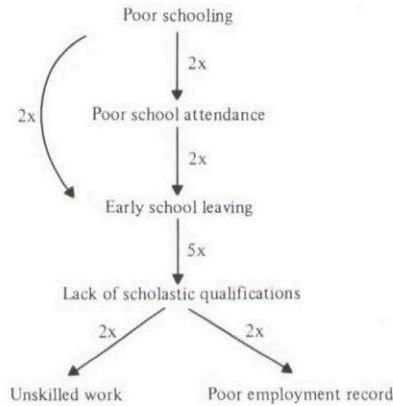 Poor schooling
2x
Poor school attendance
2x
2x
Early school leaving
5x
Lack of scholastic qualifications
2x
2x
Unskilled work
Poor employment record